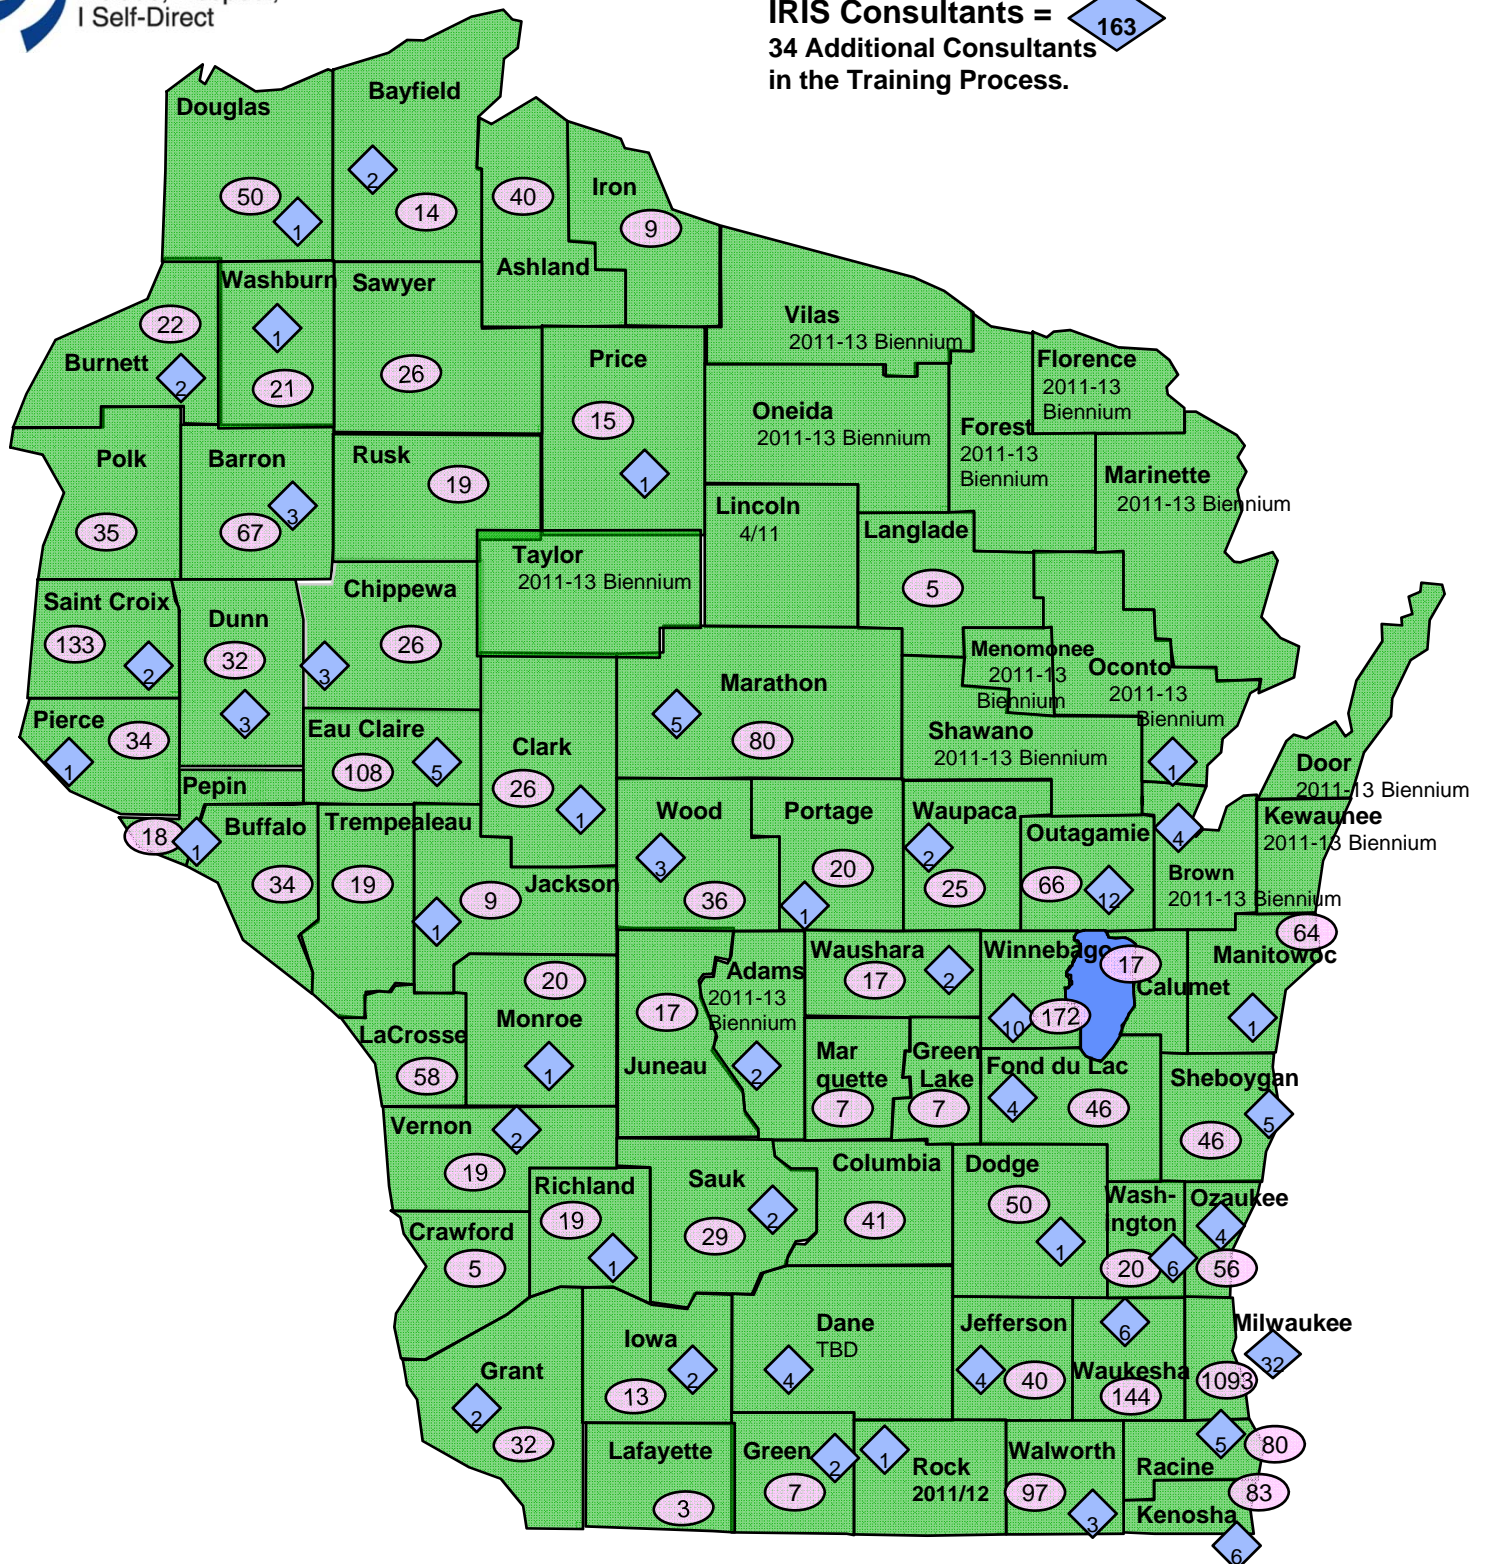 I Self-Direct
IRIS Consultants =
163
34 Additional Consultants
in the Training Process.
Douglas
50
1
Bayfield
2
14
40
Ashland
Iron
9
Vilas
2011-13 Biennium
22
Burnett
2
Washburn
1
21
Sawyer
26
Price
15
1
Oneida
2011-13 Biennium
Forest
2011-13
Biennium
Florence
2011-13
Biennium
Marinette
2011-13 Biennium
Polk
35
Barron
3
67
Rusk
19
Taylor
2011-13 Biennium
Lincoln
4/11
Langlade
5
Saint Croix
133
2
Dunn
32
3
Chippewa
26
3
Menomonee
2011-13
Biennium
Oconto
2011-13
Biennium
1
Pierce
34
1
Pepin
18
1
Eau Claire
108
5
Clark
26
1
Marathon
5
80
Shawano
2011-13 Biennium
Door
2011-13 Biennium
Kewaunee
2011-13 Biennium
Buffalo
34
Trempealeau
19
Jackson
9
1
Wood
3
36
Portage
20
1
Waupaca
2
25
Outagamie
66
12
4
Brown
2011-13 Biennium
64
Manitowoc
1
LaCrosse
58
20
Monroe
1
17
Juneau
Adams
2011-13
Biennium
2
Waushara
17
2
Winnebago
10
172
17
Calumet
Mar
quette
7
Green
Lake
7
Fond du Lac
4
46
Sheboygan
5
46
Vernon
2
19
Richland
19
1
Sauk
2
29
Columbia
41
Dodge
50
1
Wash-
ington
20
6
Ozaukee
4
56
Crawford
5
Grant
2
32
Iowa
2
13
Dane
TBD
4
Jefferson
4
40
6
Waukesha
144
Milwaukee
32
1093
Lafayette
3
Green
2
7
1
Rock
2011/12
Walworth
97
3
5
80
Racine
83
Kenosha
6